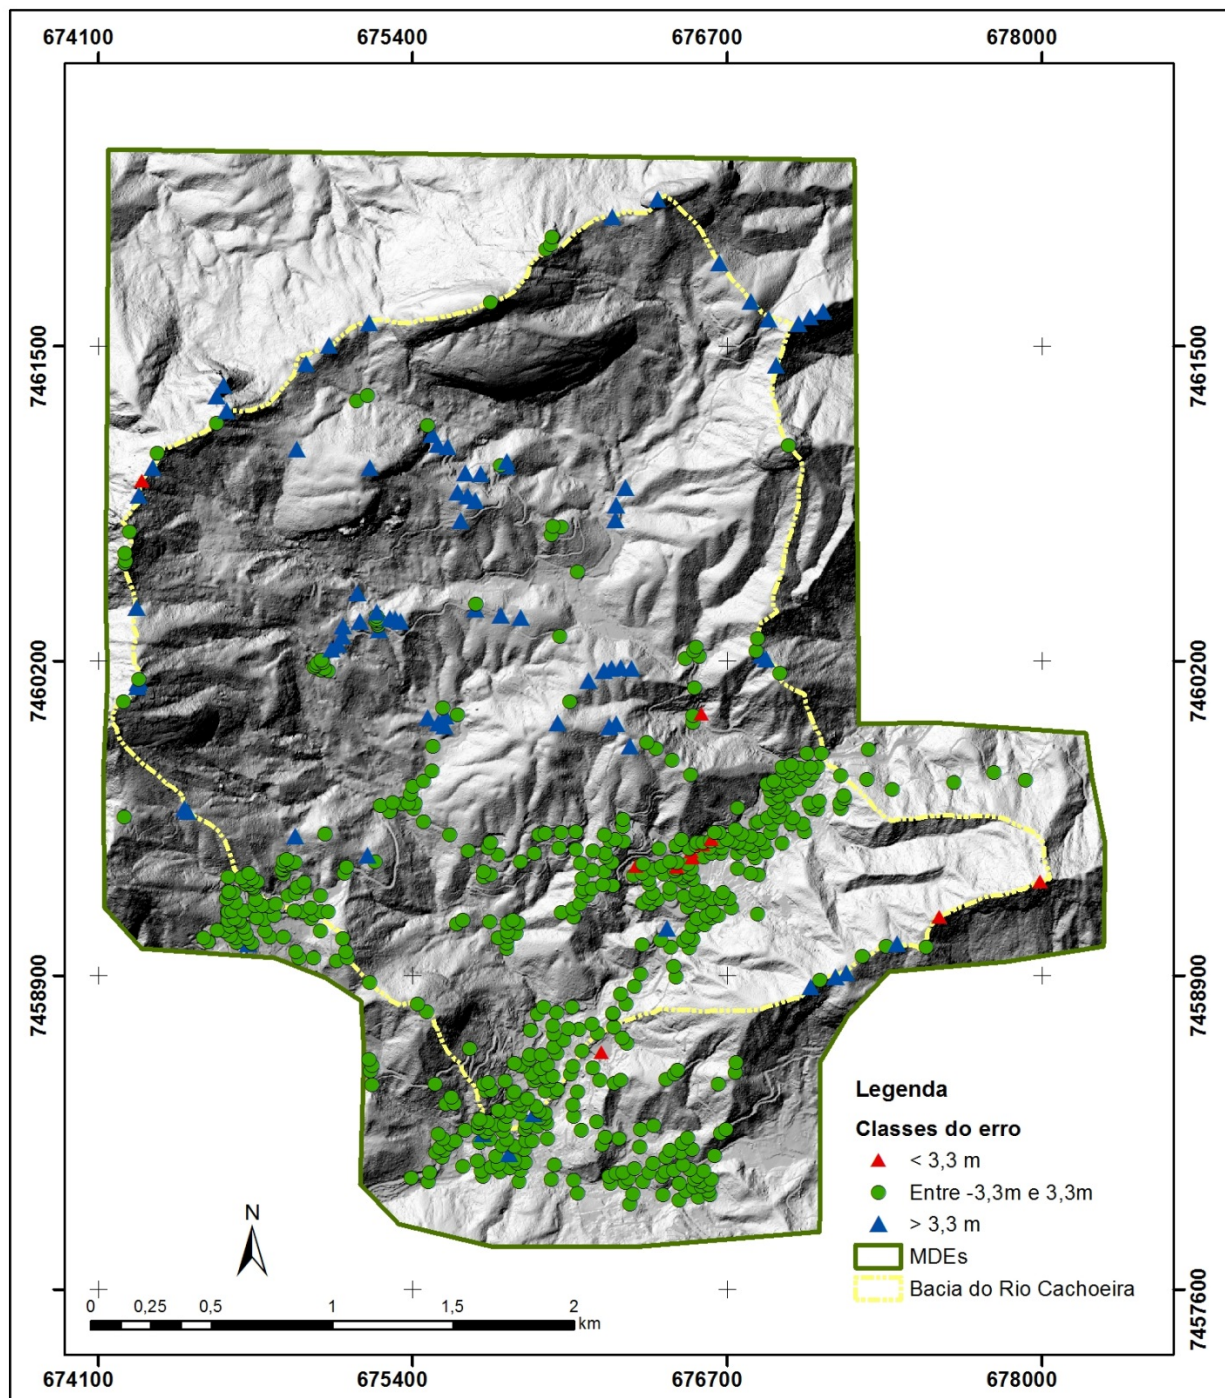 674100 675400 676700 678000
7461500 7461500
7460200 7460200
7458900 7458900
Legenda
Classes do erro
< 3,3 m
Entre -3,3m e 3,3m
> 3,3 m
MDEs
Bacia do Rio Cachoeira
N
0 0,25 0,5 1 1,5 2
km
7457600 7457600
674100 675400 676700 678000